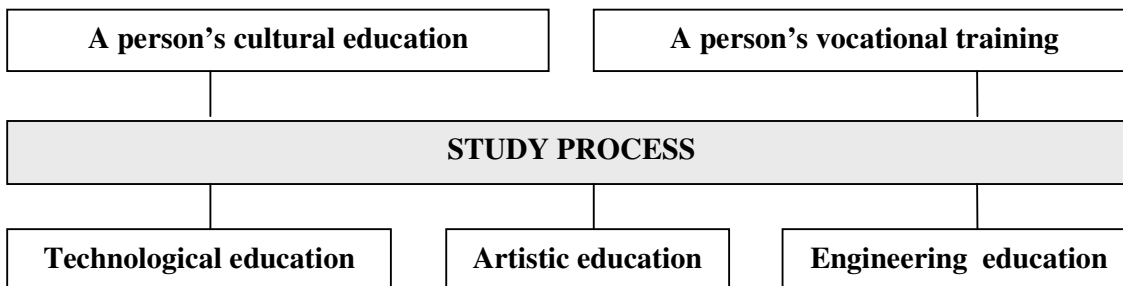 A person’s cultural education
A person’s vocational training
STUDY PROCESS
Technological education
Artistic education
Engineering education